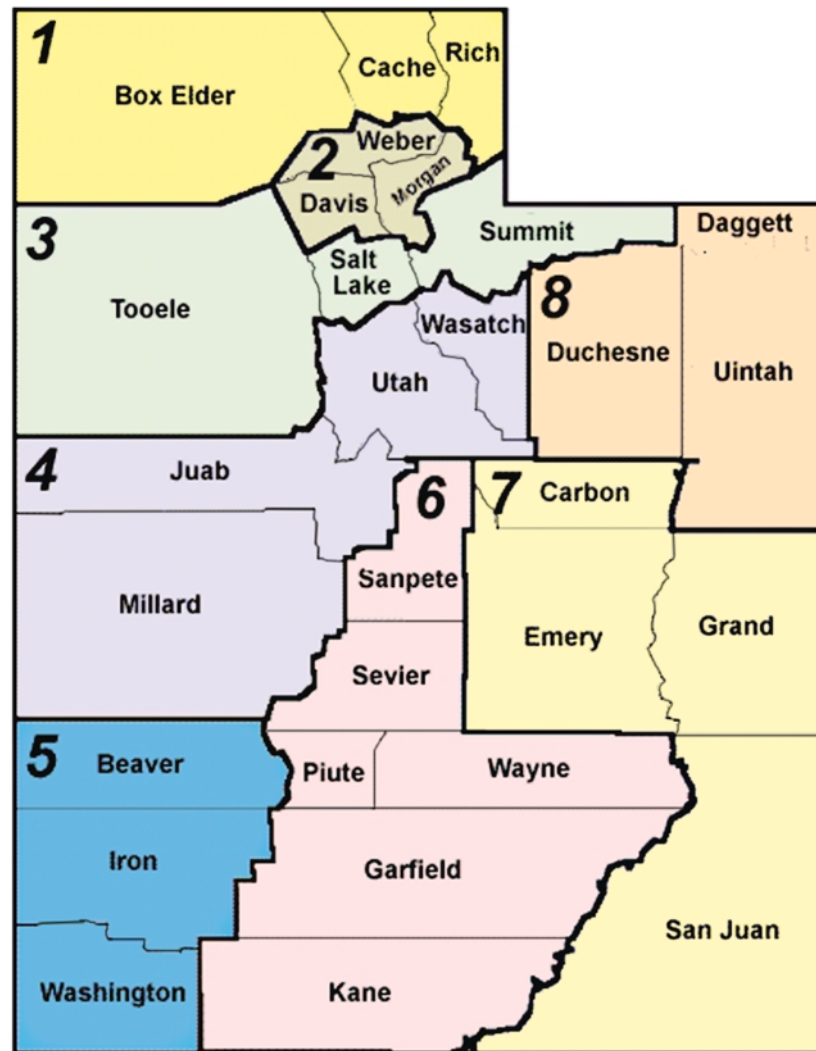 1
Box Elder
Cache
Rich
2
Weber
Davis
Morgan
3
Tooele
Salt
Lake
Summit
Daggett
8
Duchesne
Uintah
Wasatch
Utah
4
Juab
Millard
6
Sanpete
Sevier
7
Carbon
Emery
Grand
5
Beaver
Iron
Washington
Piute
Wayne
Garfield
Kane
San Juan